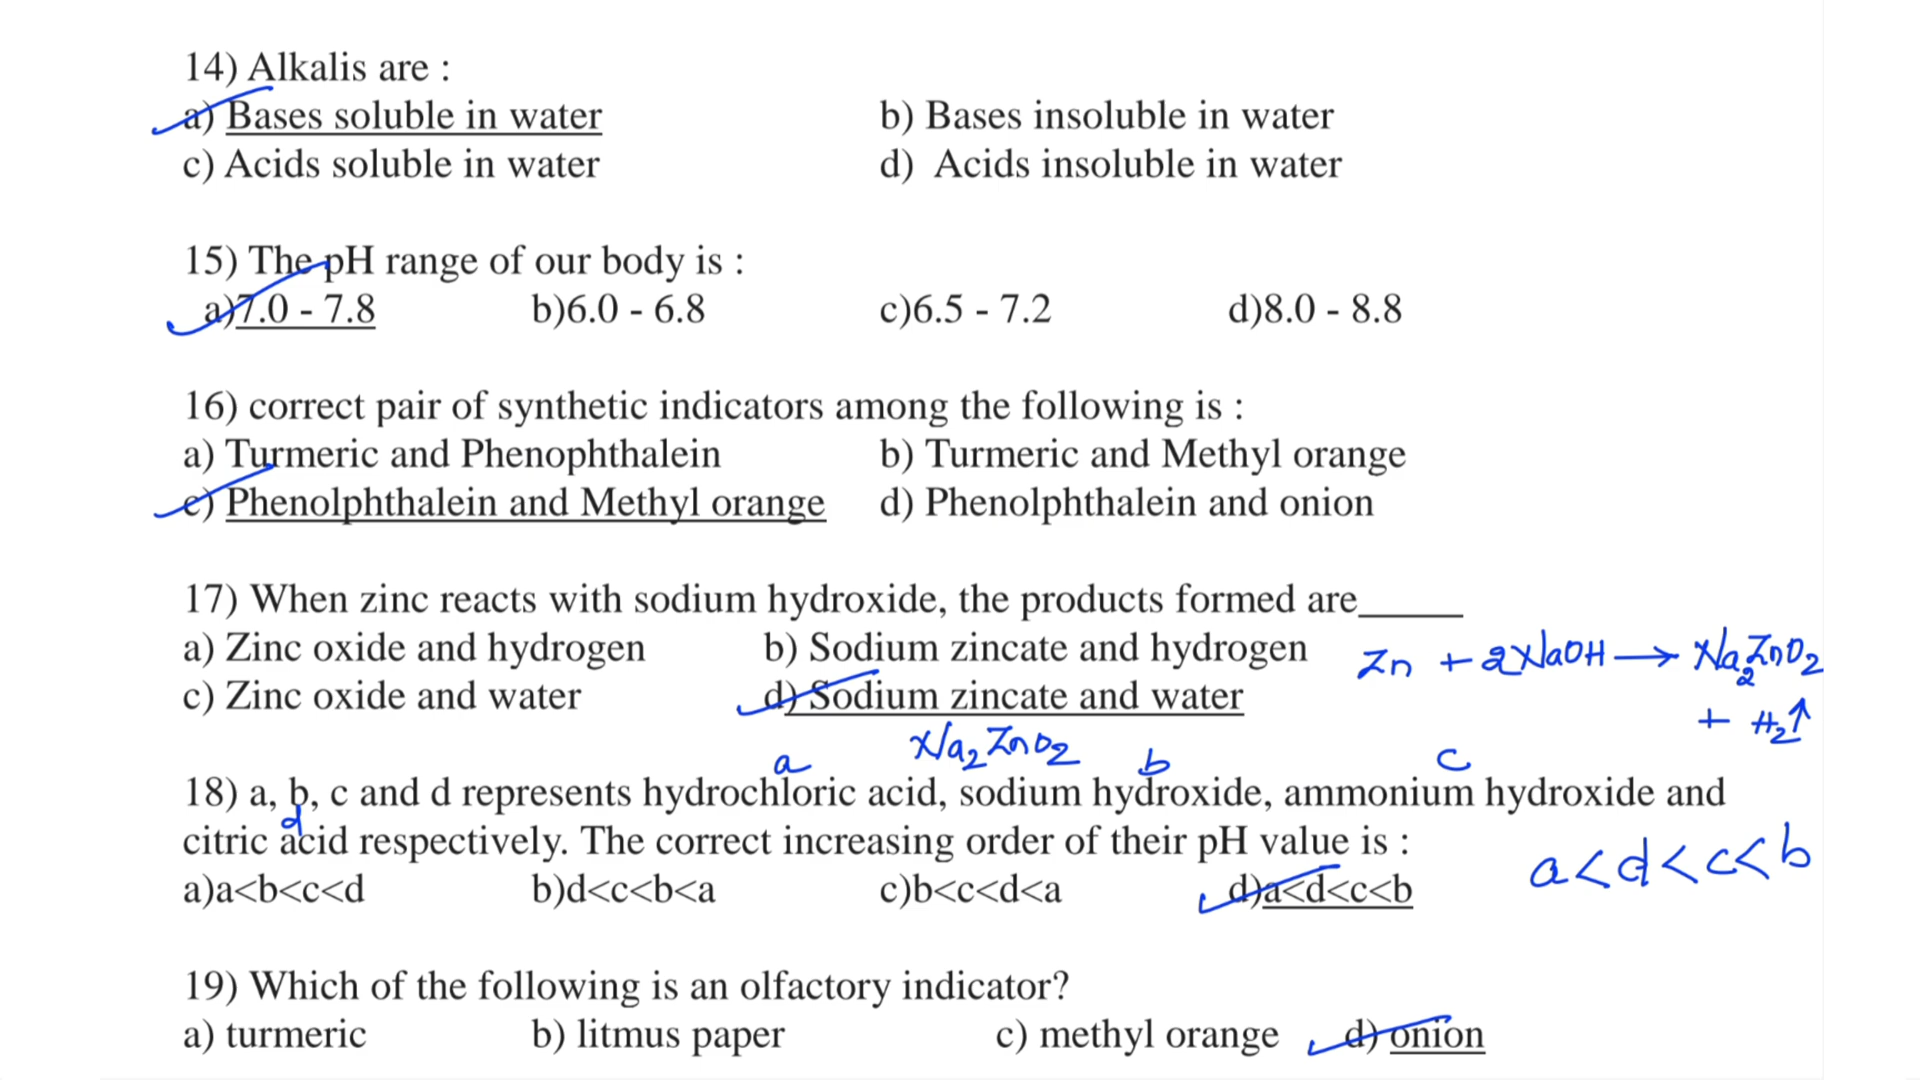 14) Alkalis are :
a) Bases soluble in water b) Bases insoluble in water
c) Acids soluble in water d) Acids insoluble in water
15) The pH range of our body is :
a)7.0 - 7.8 b)6.0 - 6.8 c)6.5 - 7.2 d)8.0 - 8.8
16) correct pair of synthetic indicators among the following is :
a) Turmeric and Phenophthalein b) Turmeric and Methyl orange
c) Phenolphthalein and Methyl orange d) Phenolphthalein and onion
17) When zinc reacts with sodium hydroxide, the products formed are_____
a) Zinc oxide and hydrogen b) Sodium zincate and hydrogen Zn + 2NaOH → Na2ZnO2
c) Zinc oxide and water d) Sodium zincate and water + H2↑
Na2ZnO2
a b c
18) a, b, c and d represents hydrochloric acid, sodium hydroxide, ammonium hydroxide and
d
citric acid respectively. The correct increasing order of their pH value is : a<d<c<b
a)a<b<c<d b)d<c<b<a c)b<c<d<a d)a<d<c<b
19) Which of the following is an olfactory indicator?
a) turmeric b) litmus paper c) methyl orange d) onion